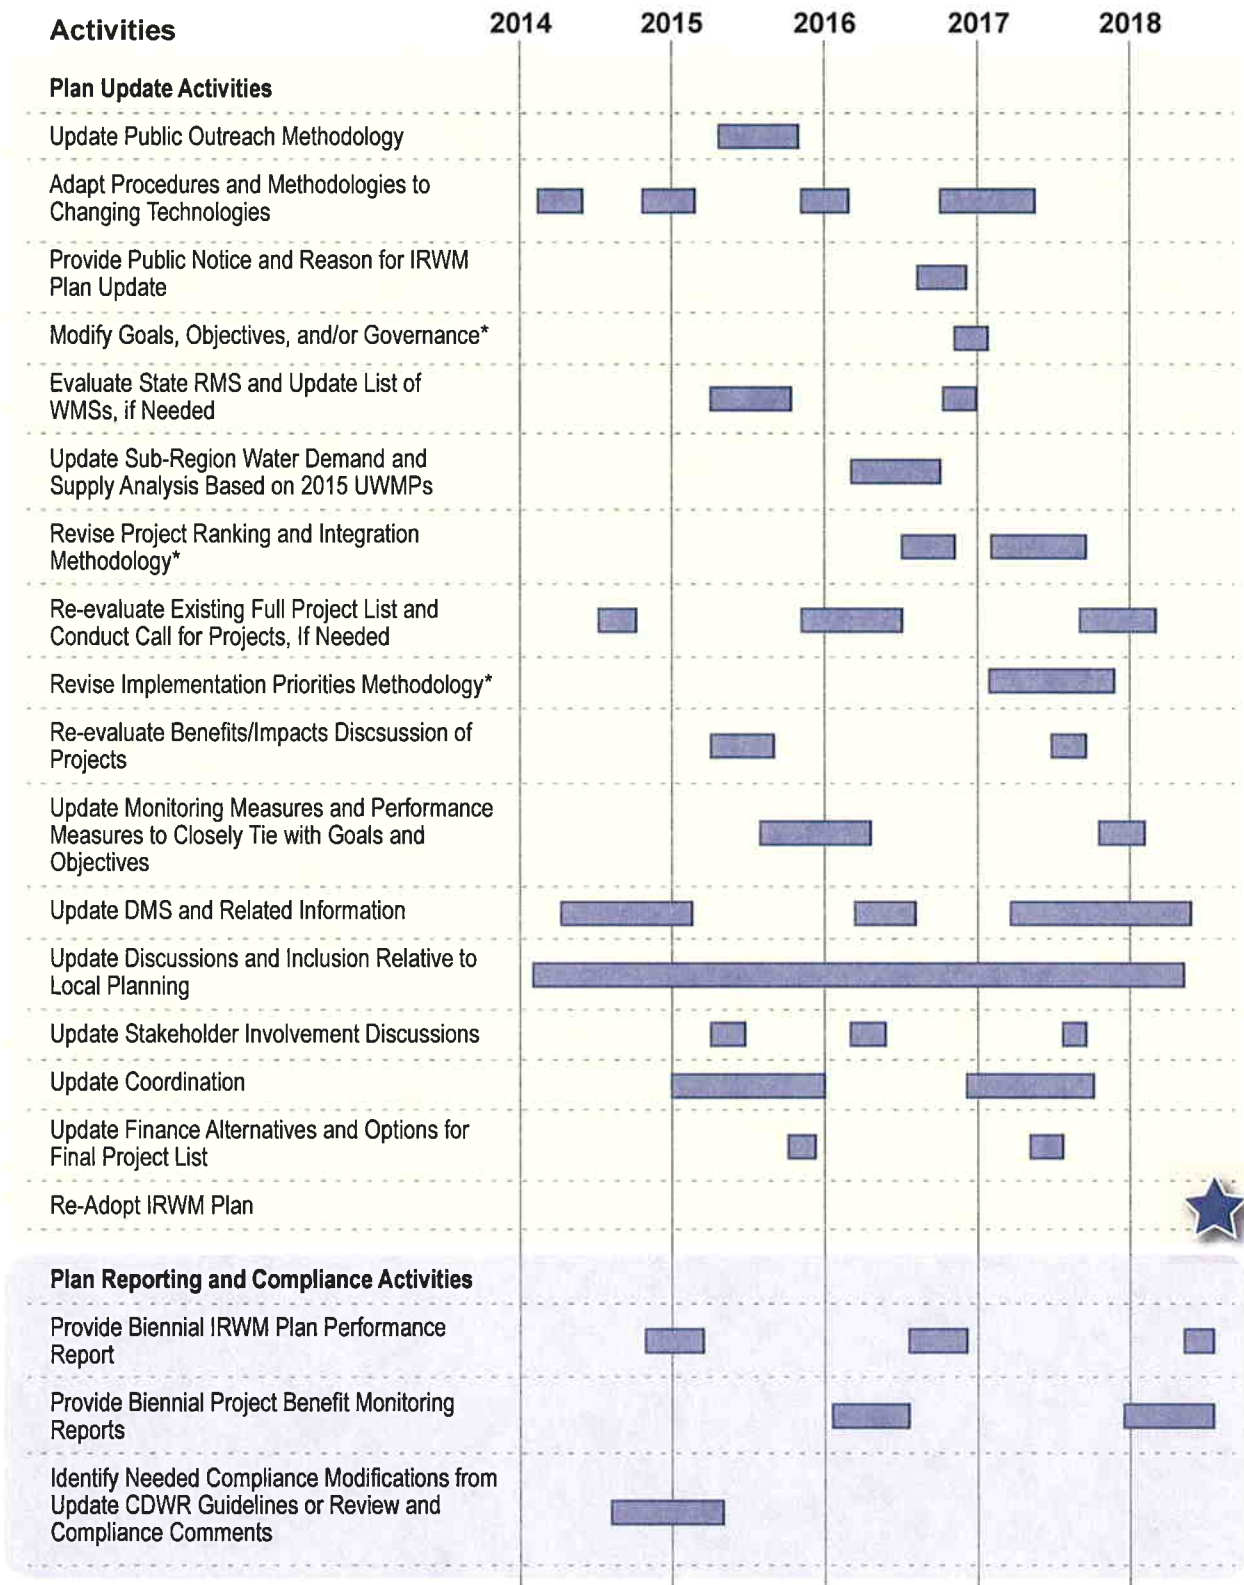 Activities
2014 2015 2016 2017 2018
Plan Update Activities
Update Public Outreach Methodology
Adapt Procedures and Methodologies to
Changing Technologies
Provide Public Notice and Reason for IRWM
Plan Update
Modify Goals, Objectives, and/or Governance*
Evaluate State RMS and Update List of
WMSs, if Needed
Update Sub-Region Water Demand and
Supply Analysis Based on 2015 UWMPs
Revise Project Ranking and Integration
Methodology*
Re-evaluate Existing Full Project List and
Conduct Call for Projects, If Needed
Revise Implementation Priorities Methodology*
Re-evaluate Benefits/Impacts Discsussion of
Projects
Update Monitoring Measures and Performance
Measures to Closely Tie with Goals and
Objectives
Update DMS and Related Information
Update Discussions and Inclusion Relative to
Local Planning
Update Stakeholder Involvement Discussions
Update Coordination
Update Finance Alternatives and Options for
Final Project List
Re-Adopt IRWM Plan
Plan Reporting and Compliance Activities
Provide Biennial IRWM Plan Performance
Report
Provide Biennial Project Benefit Monitoring
Reports
Identify Needed Compliance Modifications from
Update CDWR Guidelines or Review and
Compliance Comments